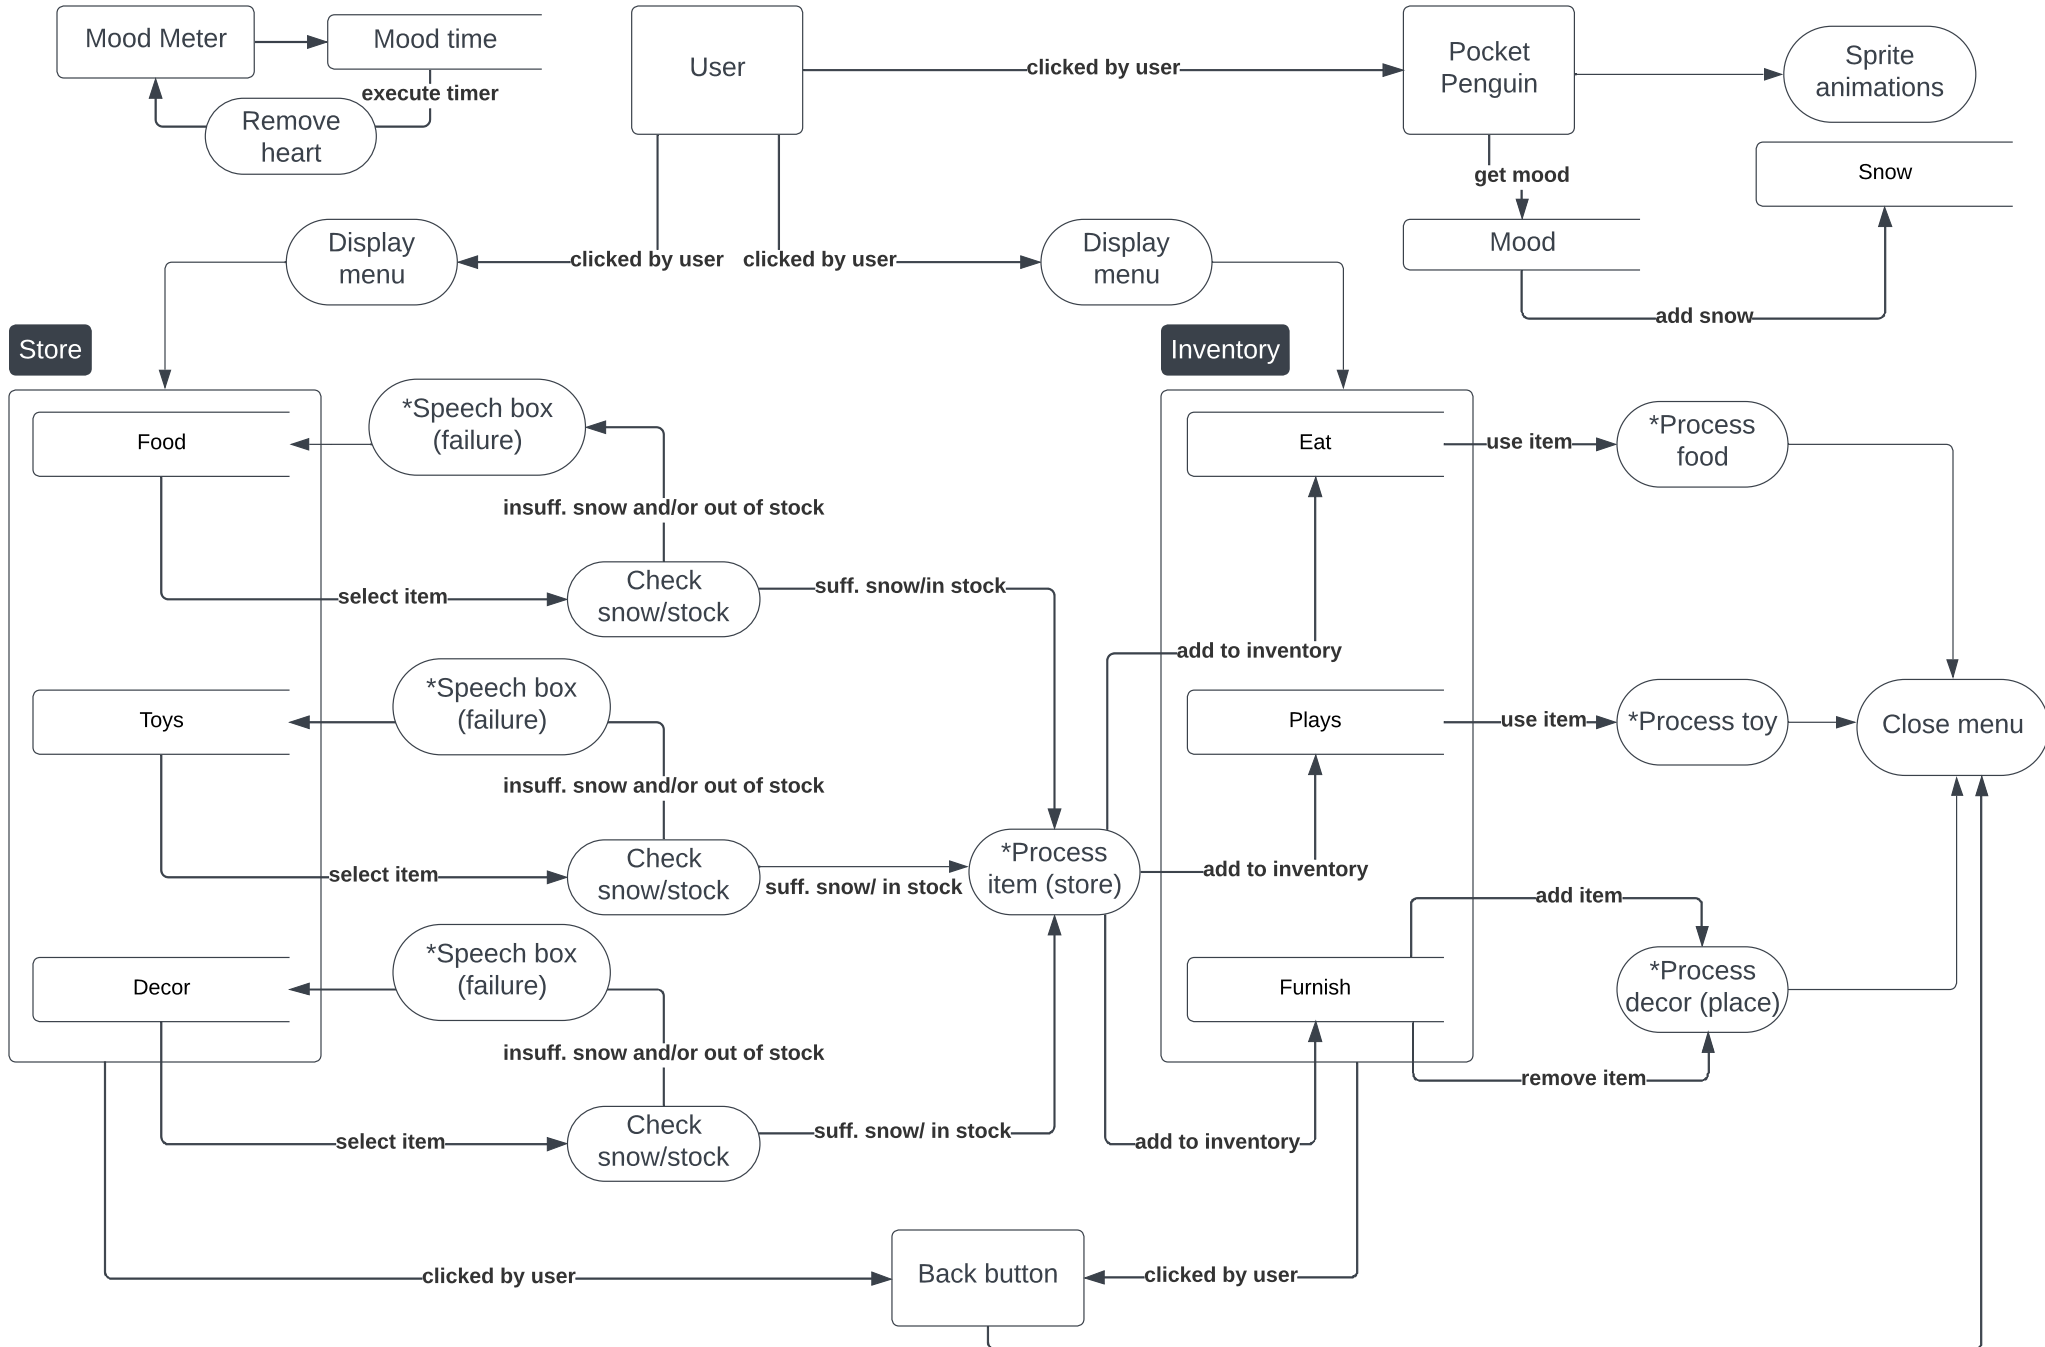 Mood Meter
Mood time
User
clicked by user
Pocket
Penguin
Sprite
animations
execute timer
Remove
heart
get mood
Snow
Display
menu
clicked by user
clicked by user
Display
menu
Mood
add snow
Store
Inventory
*Speech box
(failure)
Food
Eat
use item
*Process
food
insuff. snow and/or out of stock
Check
snow/stock
select item
suff. snow/in stock
add to inventory
*Speech box
(failure)
Toys
Plays
use item
*Process toy
Close menu
insuff. snow and/or out of stock
Check
snow/stock
select item
suff. snow/ in stock
*Process
item (store)
add to inventory
add item
*Speech box
(failure)
Decor
Furnish
*Process
decor (place)
insuff. snow and/or out of stock
remove item
Check
snow/stock
select item
suff. snow/ in stock
add to inventory
clicked by user
Back button
clicked by user